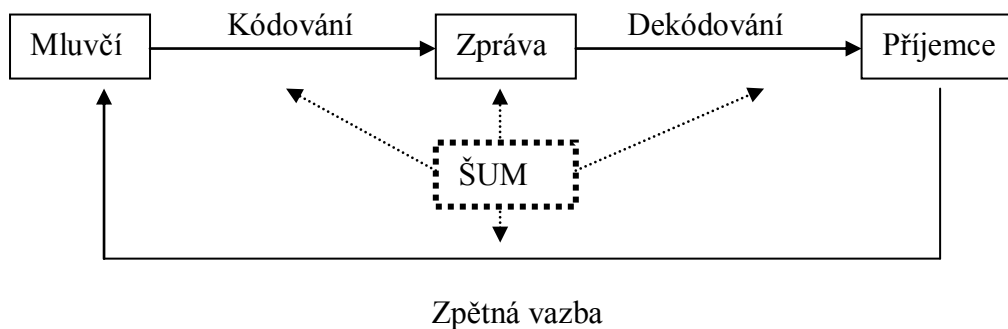 Mluvčí
Kódování
Zpráva
Dekódování
Příjemce
ŠUM
Zpětná vazba